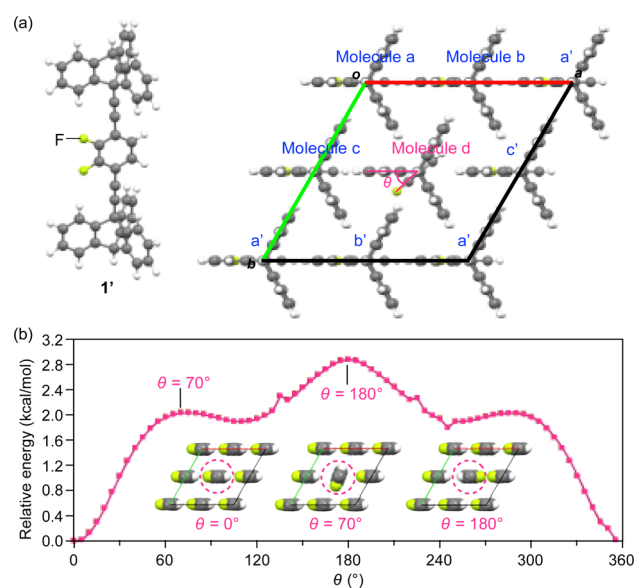 (a)
Molecule a
Molecule b
a'
o
a
F
Molecule c
Molecule d
c'
θ
a'
b'
a'
b
1'
(b)
Relative energy (kcal/mol)
3.2
2.8
2.4
2.0
1.6
1.2
0.8
0.4
0.0
θ = 70°
θ = 180°
θ = 0°
θ = 70°
θ = 180°
0
60
120
180
240
300
360
θ (°)